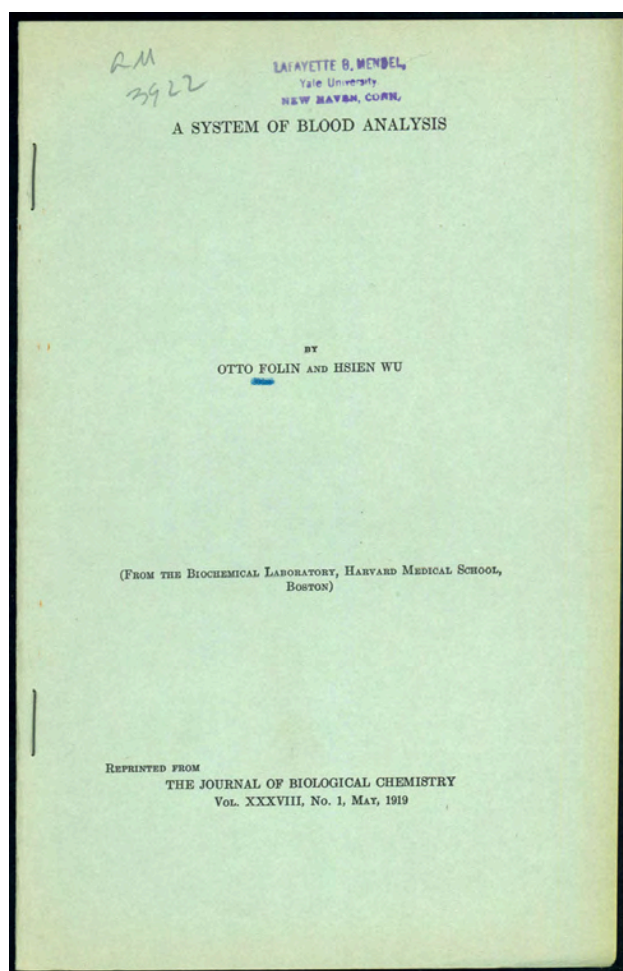 RM
3922
LAFAYETTE B. MENDEL,
Yale University
NEW HAVEN, CONN.
A SYSTEM OF BLOOD ANALYSIS
BY
OTTO FOLIN AND HSIEN WU
(FROM THE BIOCHEMICAL LABORATORY, HARVARD MEDICAL SCHOOL,
BOSTON)
REPRINTED FROM
THE JOURNAL OF BIOLOGICAL CHEMISTRY
VOL. XXXVIII, No. 1, MAY, 1919